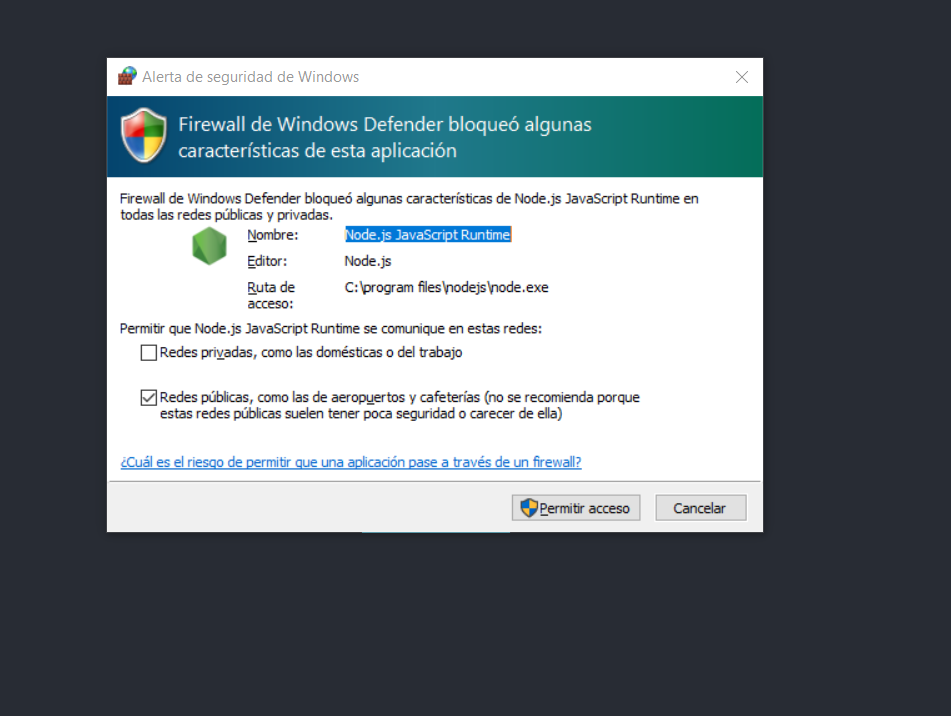 Alerta de seguridad de Windows
Firewall de Windows Defender bloqueó algunas
características de esta aplicación
Firewall de Windows Defender bloqueó algunas características de Node.js JavaScript Runtime en
todas las redes públicas y privadas.
Nombre: Node.js JavaScript Runtime
Editor: Node.js
Ruta de C:\program files\nodejs\node.exe
acceso:
Permitir que Node.js JavaScript Runtime se comunique en estas redes:
Redes privadas, como las domésticas o del trabajo
Redes públicas, como las de aeropuertos y cafeterías (no se recomienda porque
estas redes públicas suelen tener poca seguridad o carecer de ella)
¿Cuál es el riesgo de permitir que una aplicación pase a través de un firewall?
Permitir acceso Cancelar